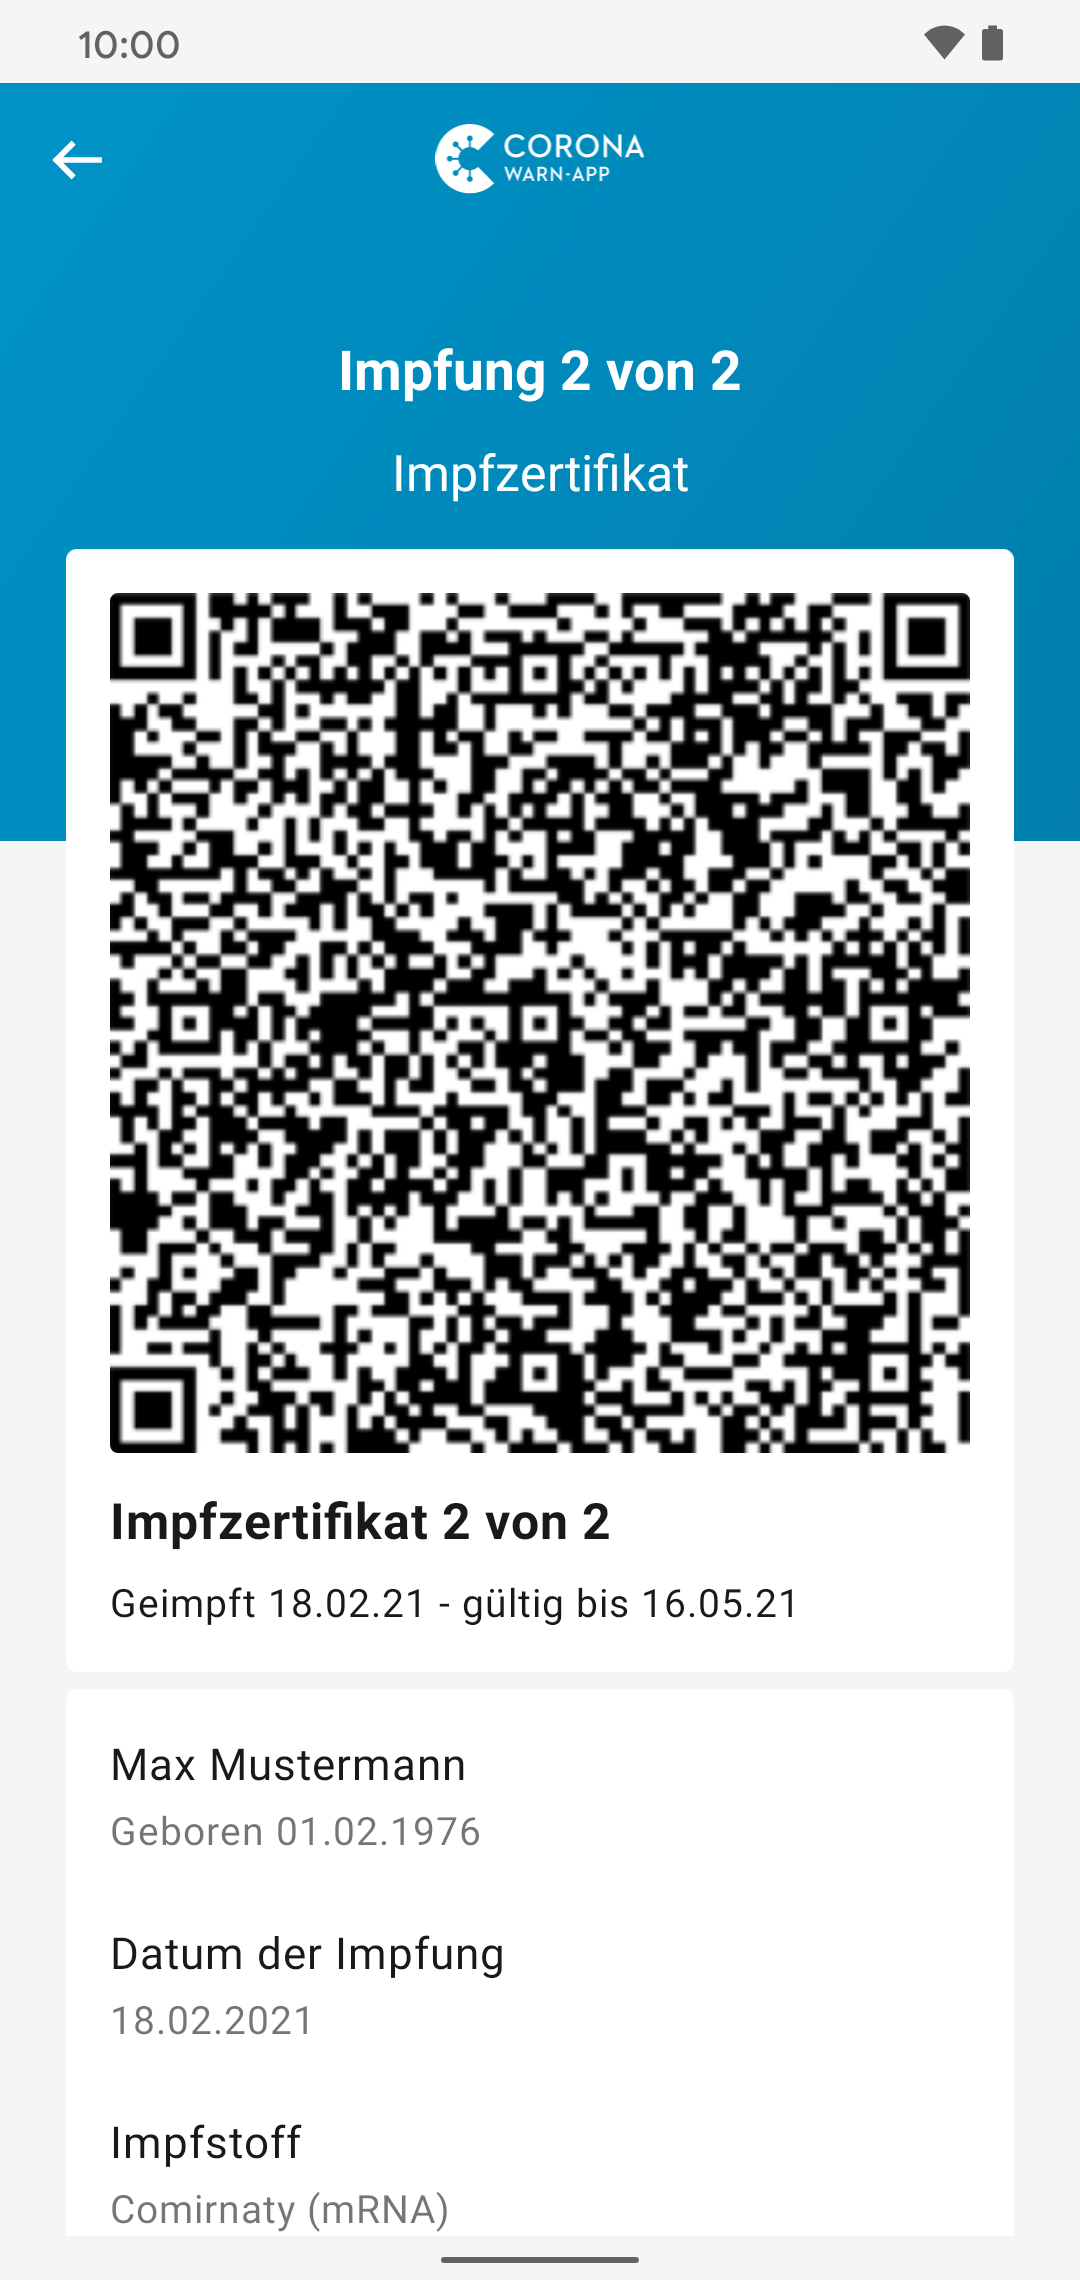 10:00
CORONA
WARN-APP
Impfung 2 von 2
Impfzertifikat
Impfzertifikat 2 von 2
Geimpft 18.02.21 - gültig bis 16.05.21
Max Mustermann
Geboren 01.02.1976
Datum der Impfung
18.02.2021
Impfstoff
Comirnaty (mRNA)